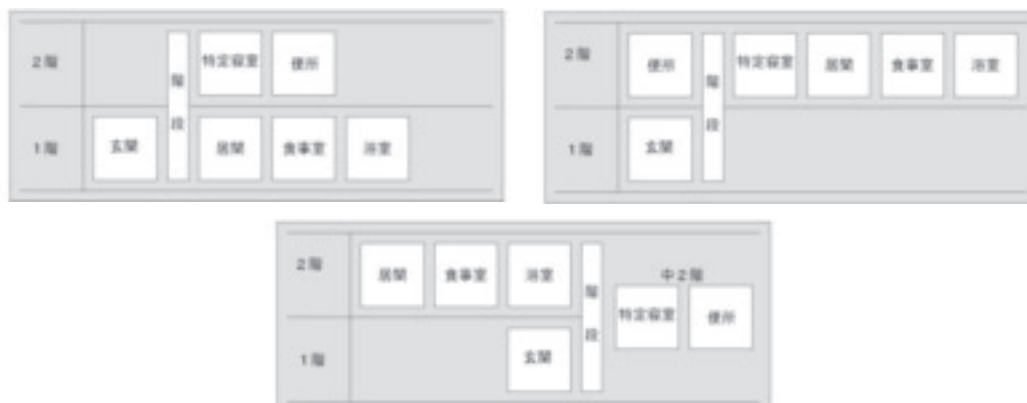 2階
特定寝室
便所
階段
1階
玄関
居間
食事室
浴室
2階
便所
階段
特定寝室
居間
食事室
浴室
1階
玄関
2階
居間
食事室
浴室
階段
中2階
特定寝室
便所
1階
玄関